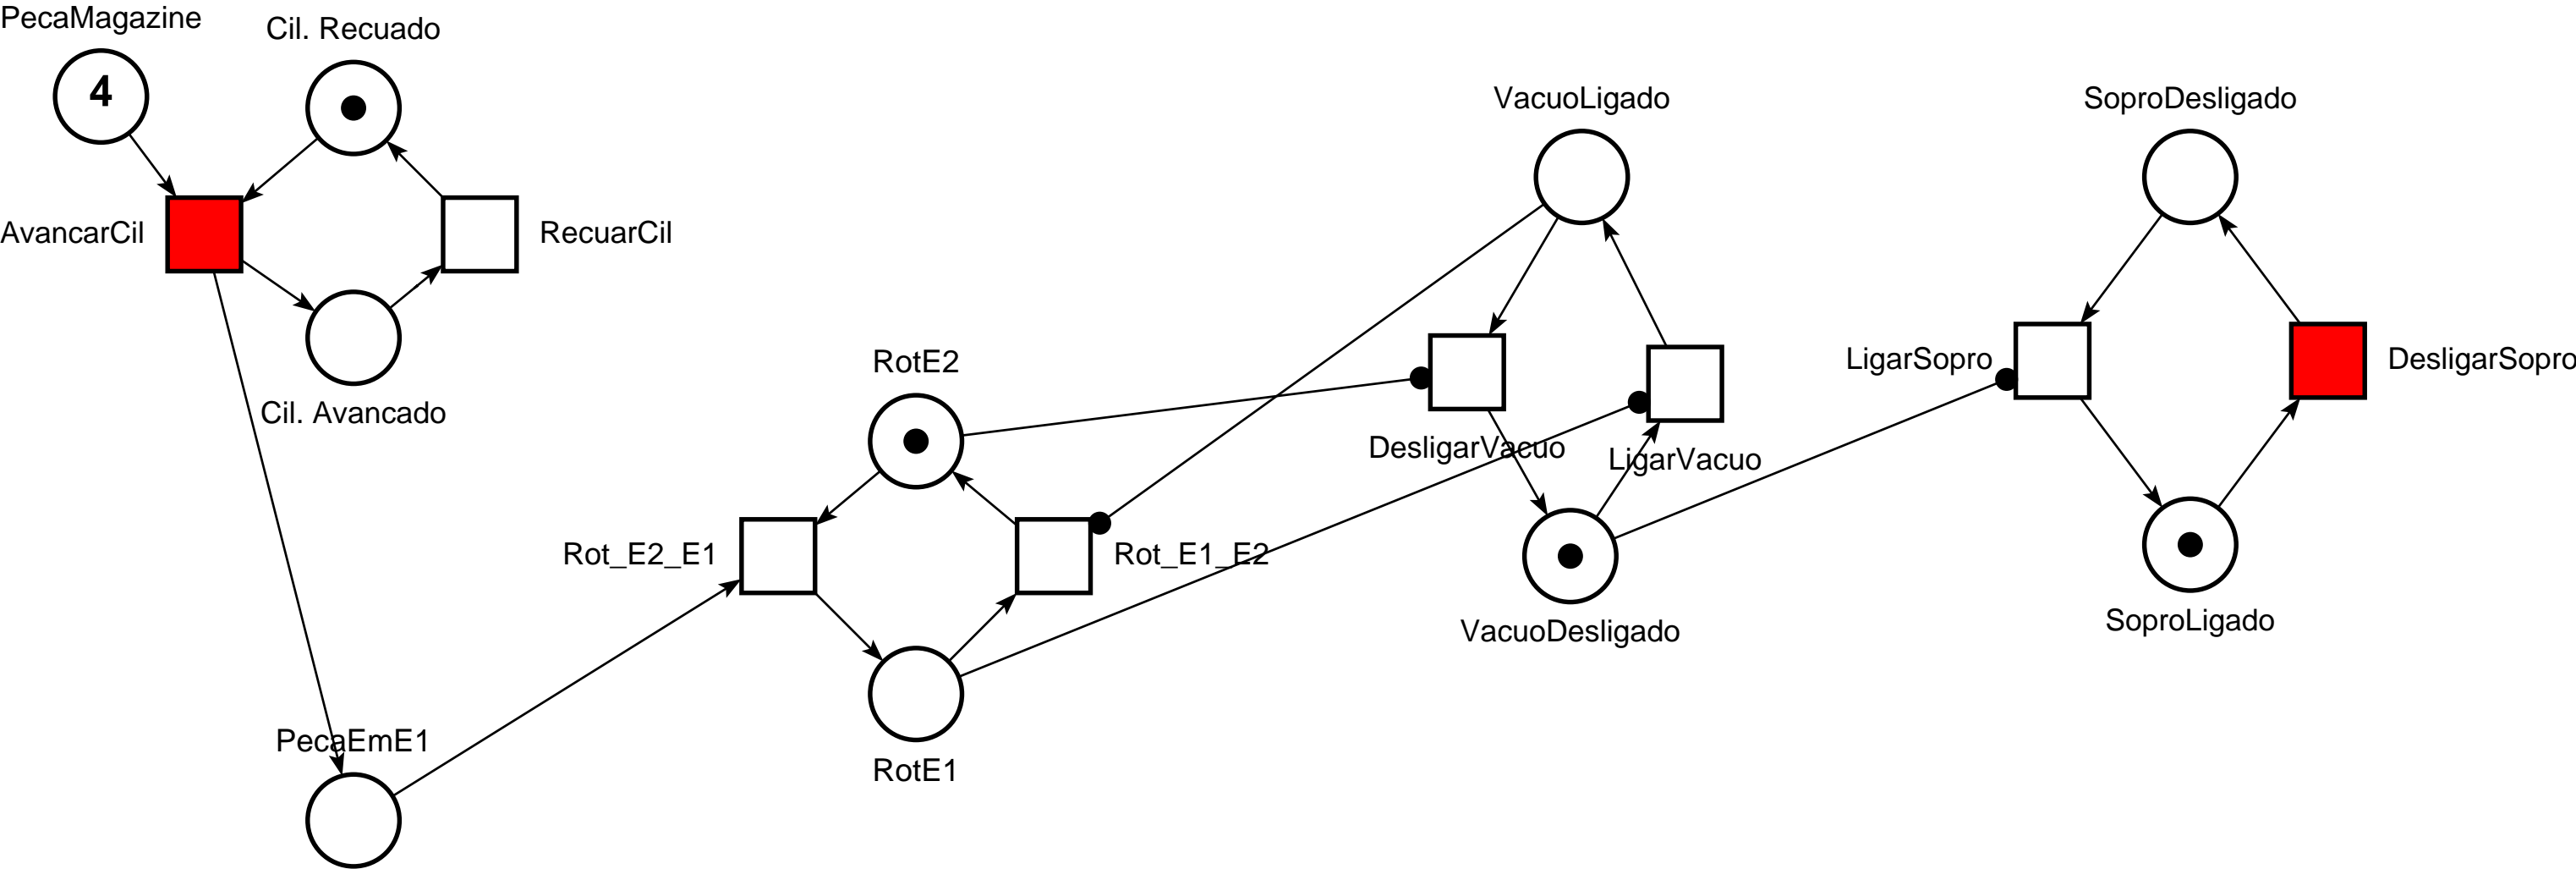 PecaMagazine
Cil. Recuado
4
AvancarCil
RecuarCil
Cil. Avancado
VacuoLigado
SoproDesligado
RotE2
LigarSopro
DesligarSopro
DesligarVacuo
LigarVacuo
Rot_E2_E1
Rot_E1_E2
VacuoDesligado
SoproLigado
PecaEmE1
RotE1